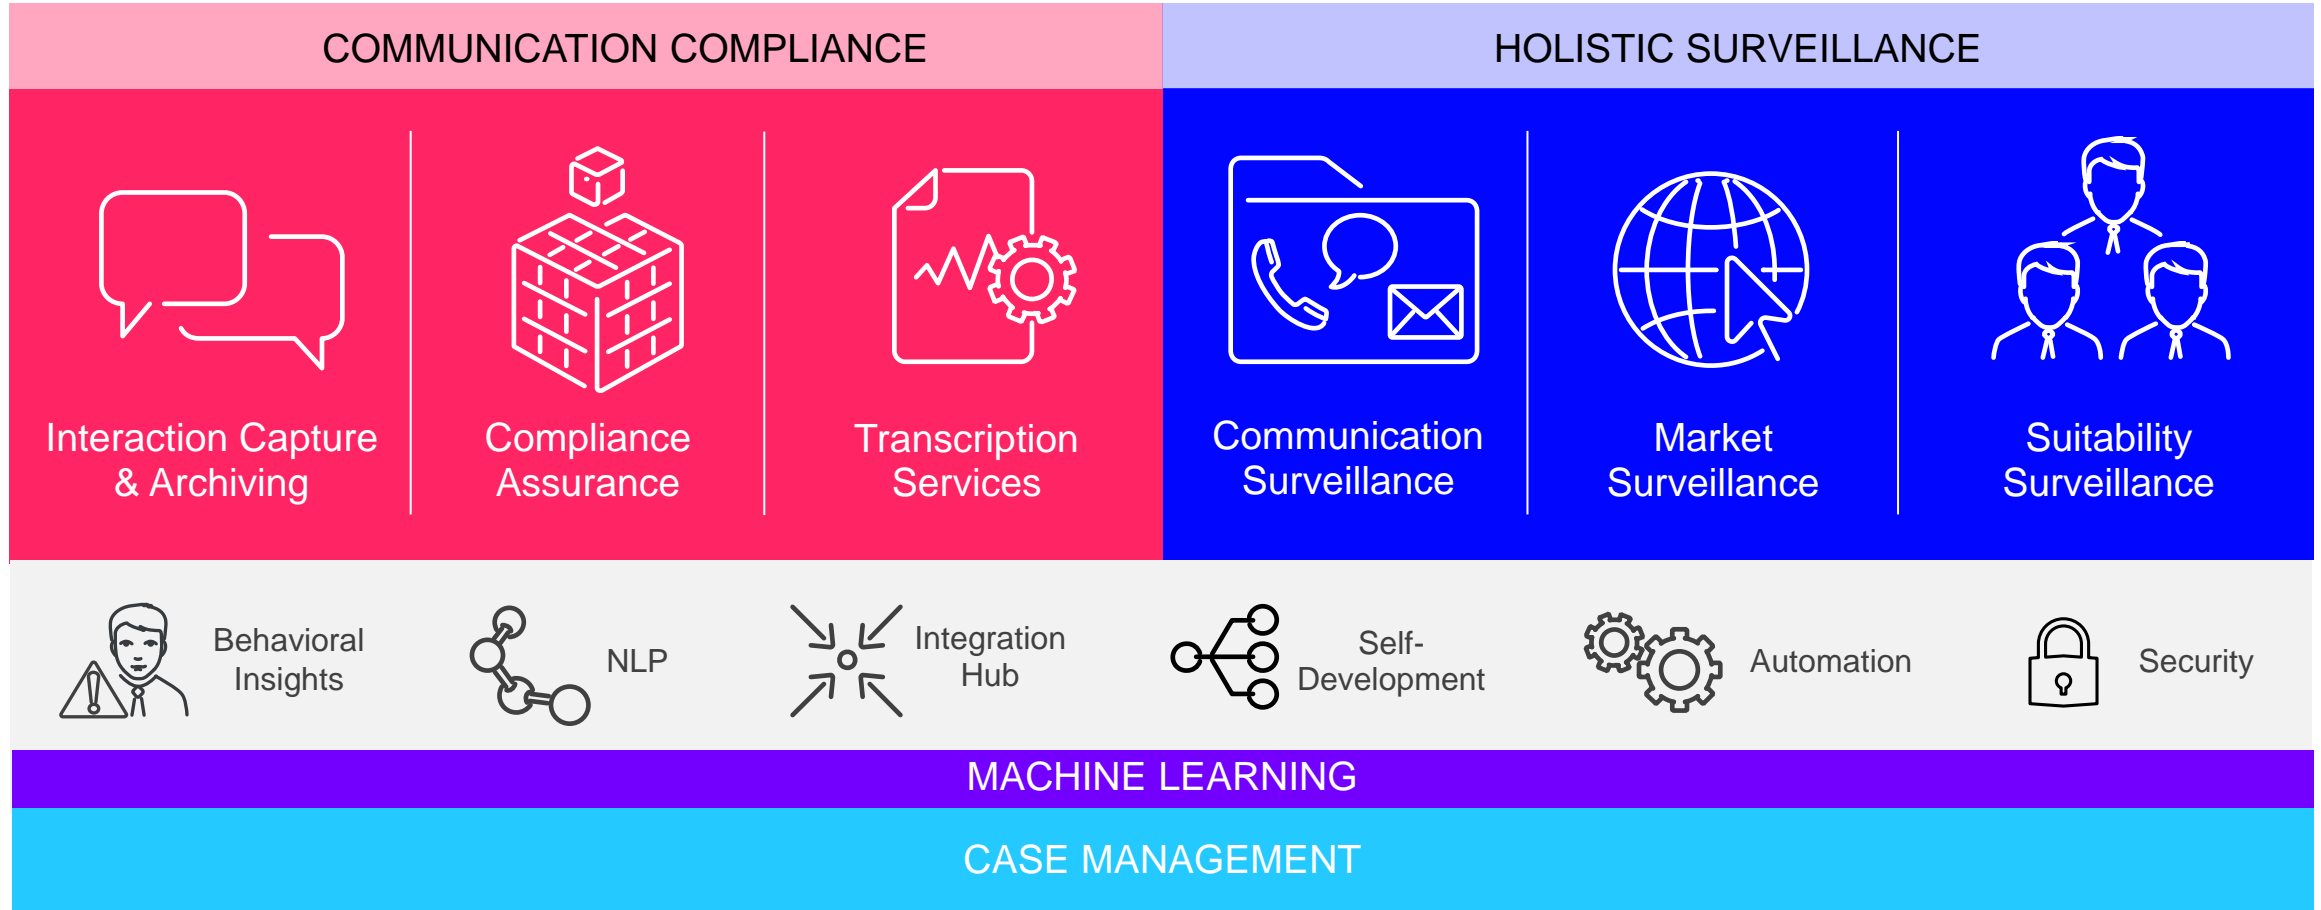 COMMUNICATION COMPLIANCE
HOLISTIC SURVEILLANCE
Interaction Capture
& Archiving
Compliance
Assurance
Transcription
Services
Communication
Surveillance
Market
Surveillance
Suitability
Surveillance
Behavioral
Insights
NLP
Integration
Hub
Self-
Development
Automation
Security
MACHINE LEARNING
CASE MANAGEMENT